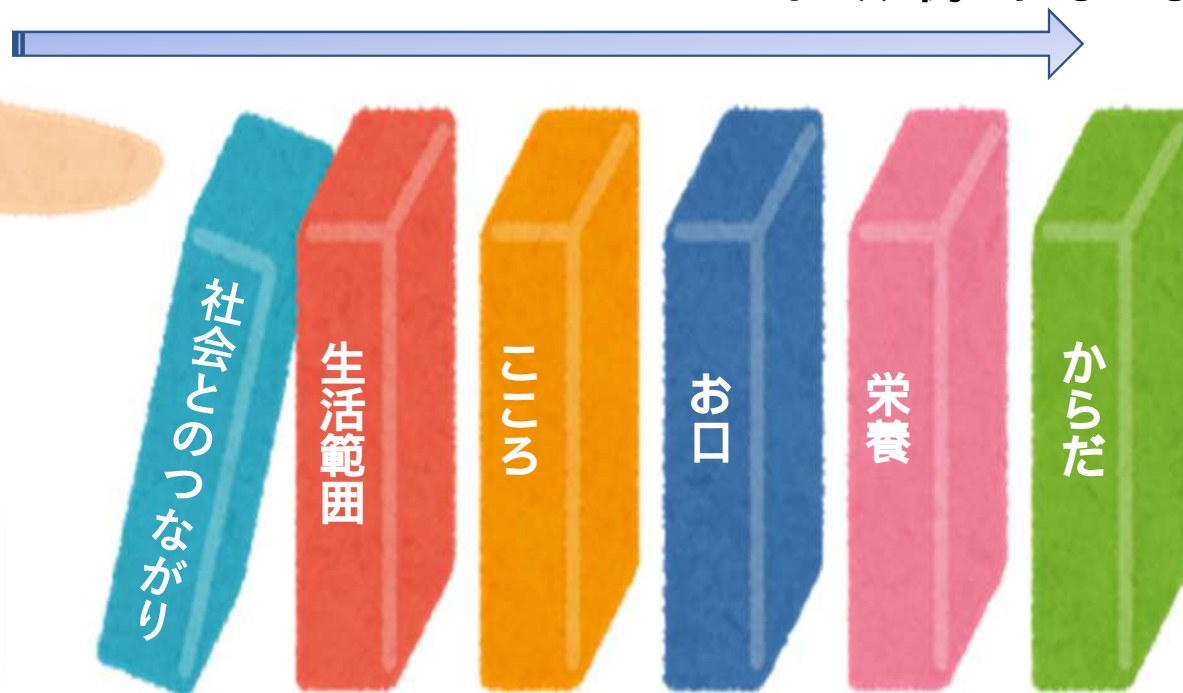 社会とのつながり
生活範囲
こころ
お口
栄養
からだ